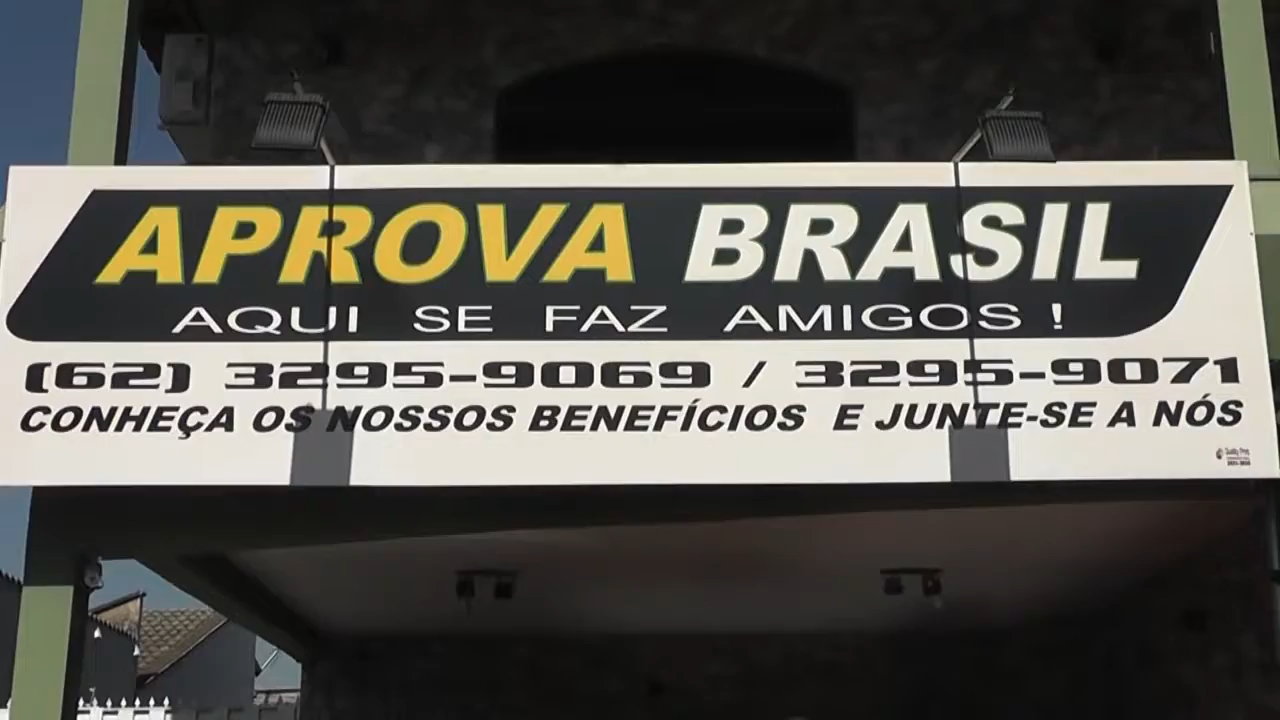 APROVA BRASIL
AQUI SE FAZ AMIGOS !
(62) 3295-9069 / 3295-9071
CONHEÇA OS NOSSOS BENEFÍCIOS E JUNTE-SE A NÓS